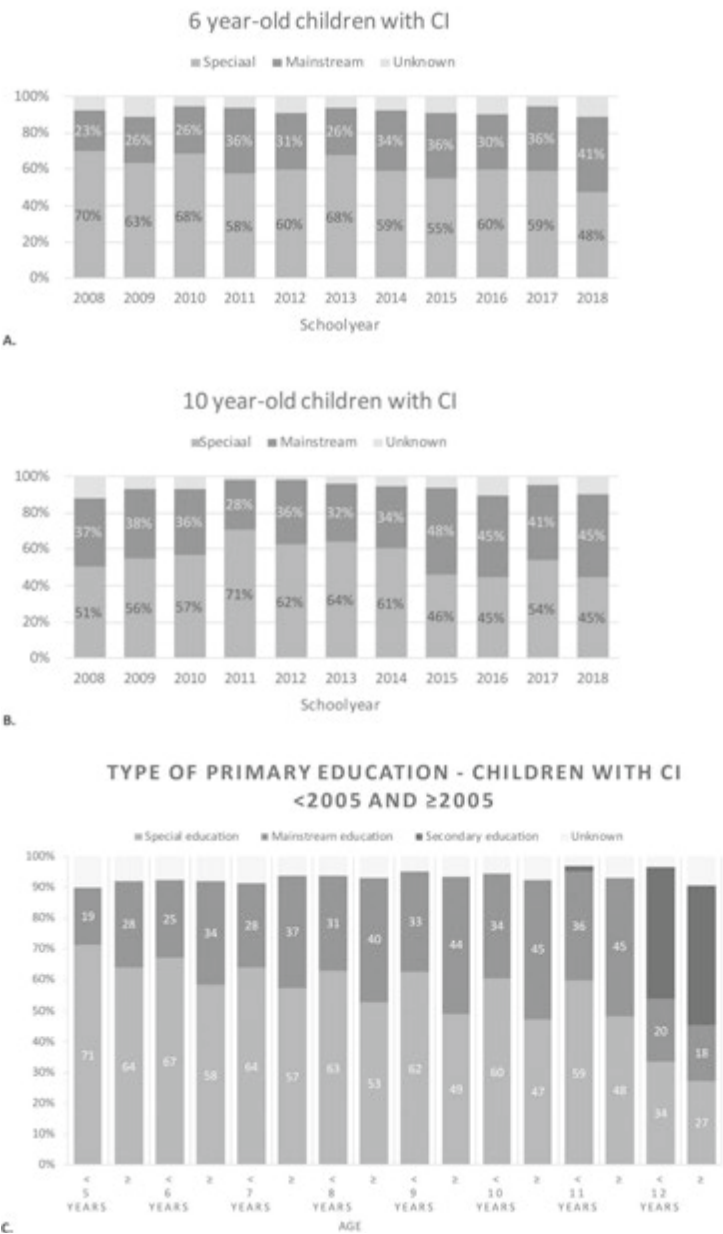 6 year-old children with CI
Speciaal Mainstream Unknown
100%
80%
60%
40%
20%
0%
23% 26% 26% 36% 31% 26% 34% 36% 30% 36% 41%
70% 63% 68% 58% 60% 68% 59% 55% 60% 59% 48%
2008 2009 2010 2011 2012 2013 2014 2015 2016 2017 2018
Schoolyear
A.
10 year-old children with CI
Speciaal Mainstream Unknown
100%
80%
60%
40%
20%
0%
37% 38% 36% 28% 36% 32% 34% 48% 45% 41% 45%
51% 56% 57% 71% 62% 64% 61% 46% 45% 54% 45%
2008 2009 2010 2011 2012 2013 2014 2015 2016 2017 2018
Schoolyear
B.
TYPE OF PRIMARY EDUCATION - CHILDREN WITH CI
<2005 AND ≥2005
Special education Mainstream education Secondary education Unknown
100%
90%
80%
70%
60%
50%
40%
30%
20%
10%
0%
19 28 25 34 28 37 31 40 33 44 34 45 36 45 20 18
71 64 67 58 64 57 63 53 62 49 60 47 59 48 34 27
< ≥ < ≥ < ≥ < ≥ < ≥ < ≥ < ≥ < ≥
5 6 7 8 9 10 11 12
YEARS YEARS YEARS YEARS YEARS YEARS YEARS YEARS
AGE
C.